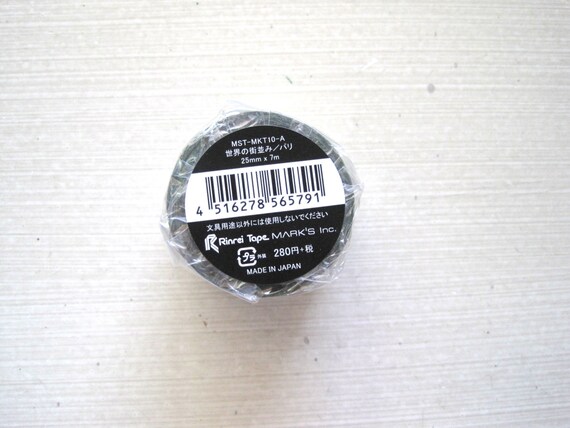 MST-MKT10-A
世界の街並み/パリ
25mm x 7m
4 516278 565791
文具用途以外には使用しないでください
Rinrei Tape. MARK'S Inc.
プラ 外装 280円+税
MADE IN JAPAN